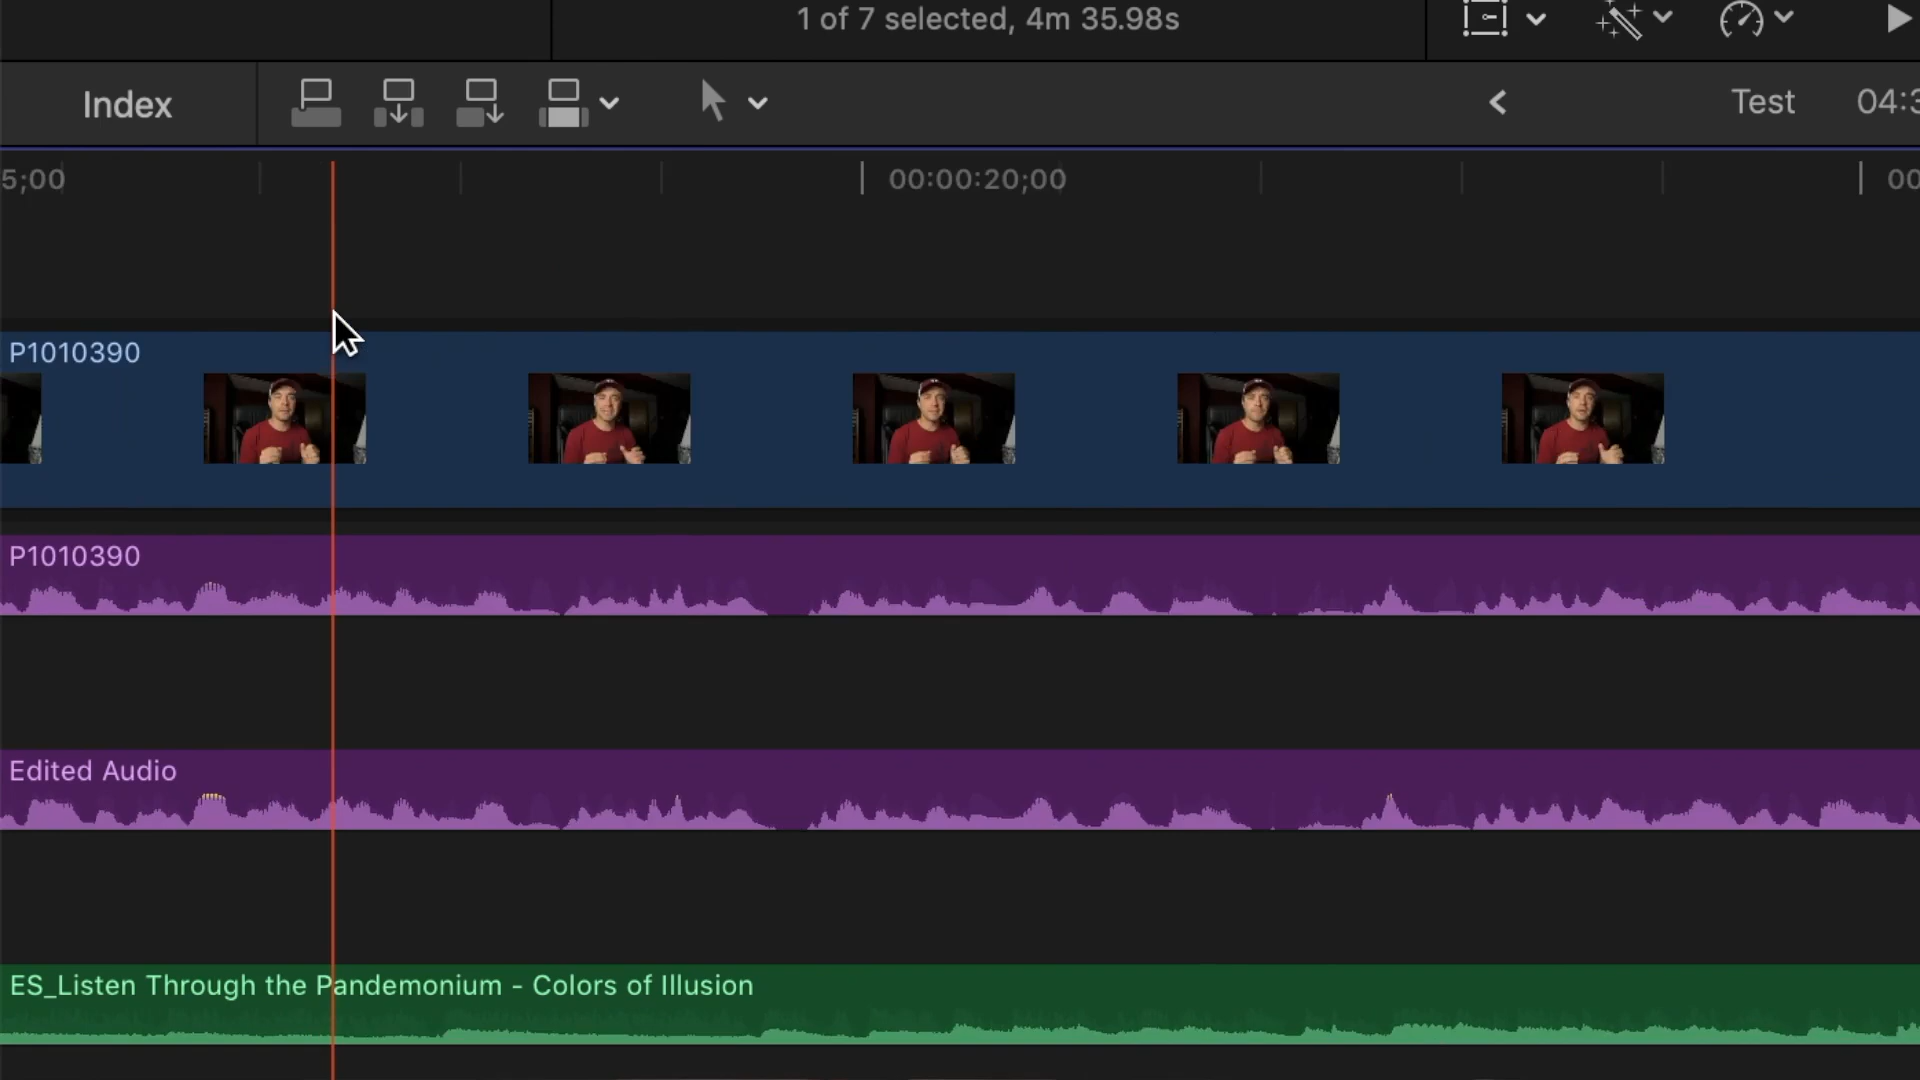 1 of 7 selected, 4m 35.98s
Index
Test
04:3
5;00
00:00:20;00
00
P1010390
P1010390
Edited Audio
ES_Listen Through the Pandemonium - Colors of Illusion